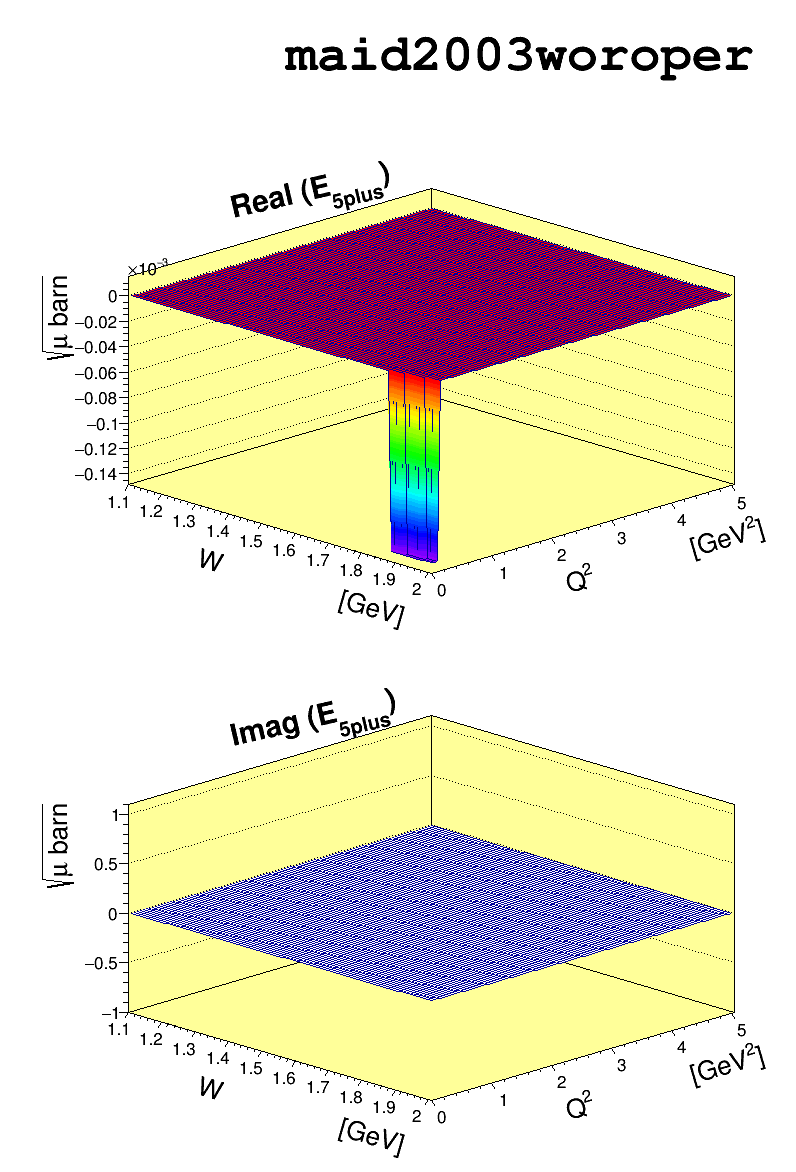 maid2003woroper
Real (E5plus)
×10⁻³
√μ barn
0
−0.02
−0.04
−0.06
−0.08
−0.1
−0.12
−0.14
1.1 1.2 1.3 1.4 1.5 1.6 1.7 1.8 1.9 2
W
[GeV]
0 1 2 3 4 5
Q²
[GeV²]
Imag (E5plus)
√μ barn
1
0.5
0
−0.5
−1
1.1 1.2 1.3 1.4 1.5 1.6 1.7 1.8 1.9 2
W
[GeV]
0 1 2 3 4 5
Q²
[GeV²]